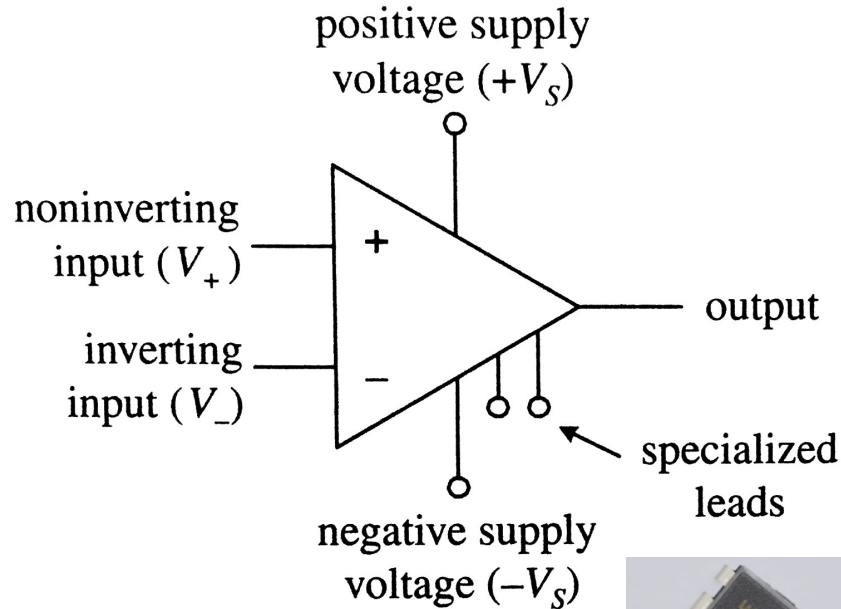 positive supply
voltage (+V_S)
noninverting
input (V_+)
+
inverting
input (V_–)
–
output
specialized
leads
negative supply
voltage (–V_S)